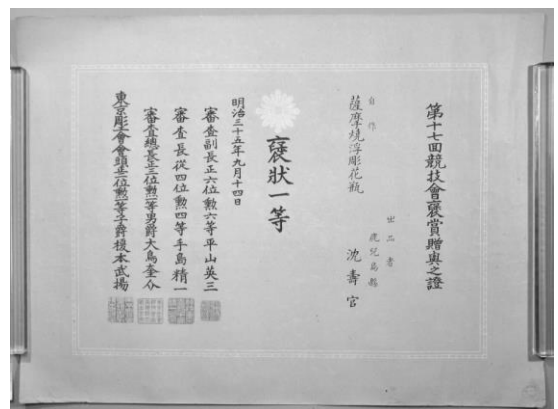 第十七回競技會褒賞贈與之證
出品者
鹿兒島縣
沈壽官
自作
薩摩燒浮彫花瓶
褒狀一等
明治三十五年九月十四日
審査副長正六位勲六等平山英三
審査長從四位勲四等手島精一
審査總長正三位勲一等男爵大鳥圭介
東京彫工會會頭正二位勲一等子爵榎本武揚